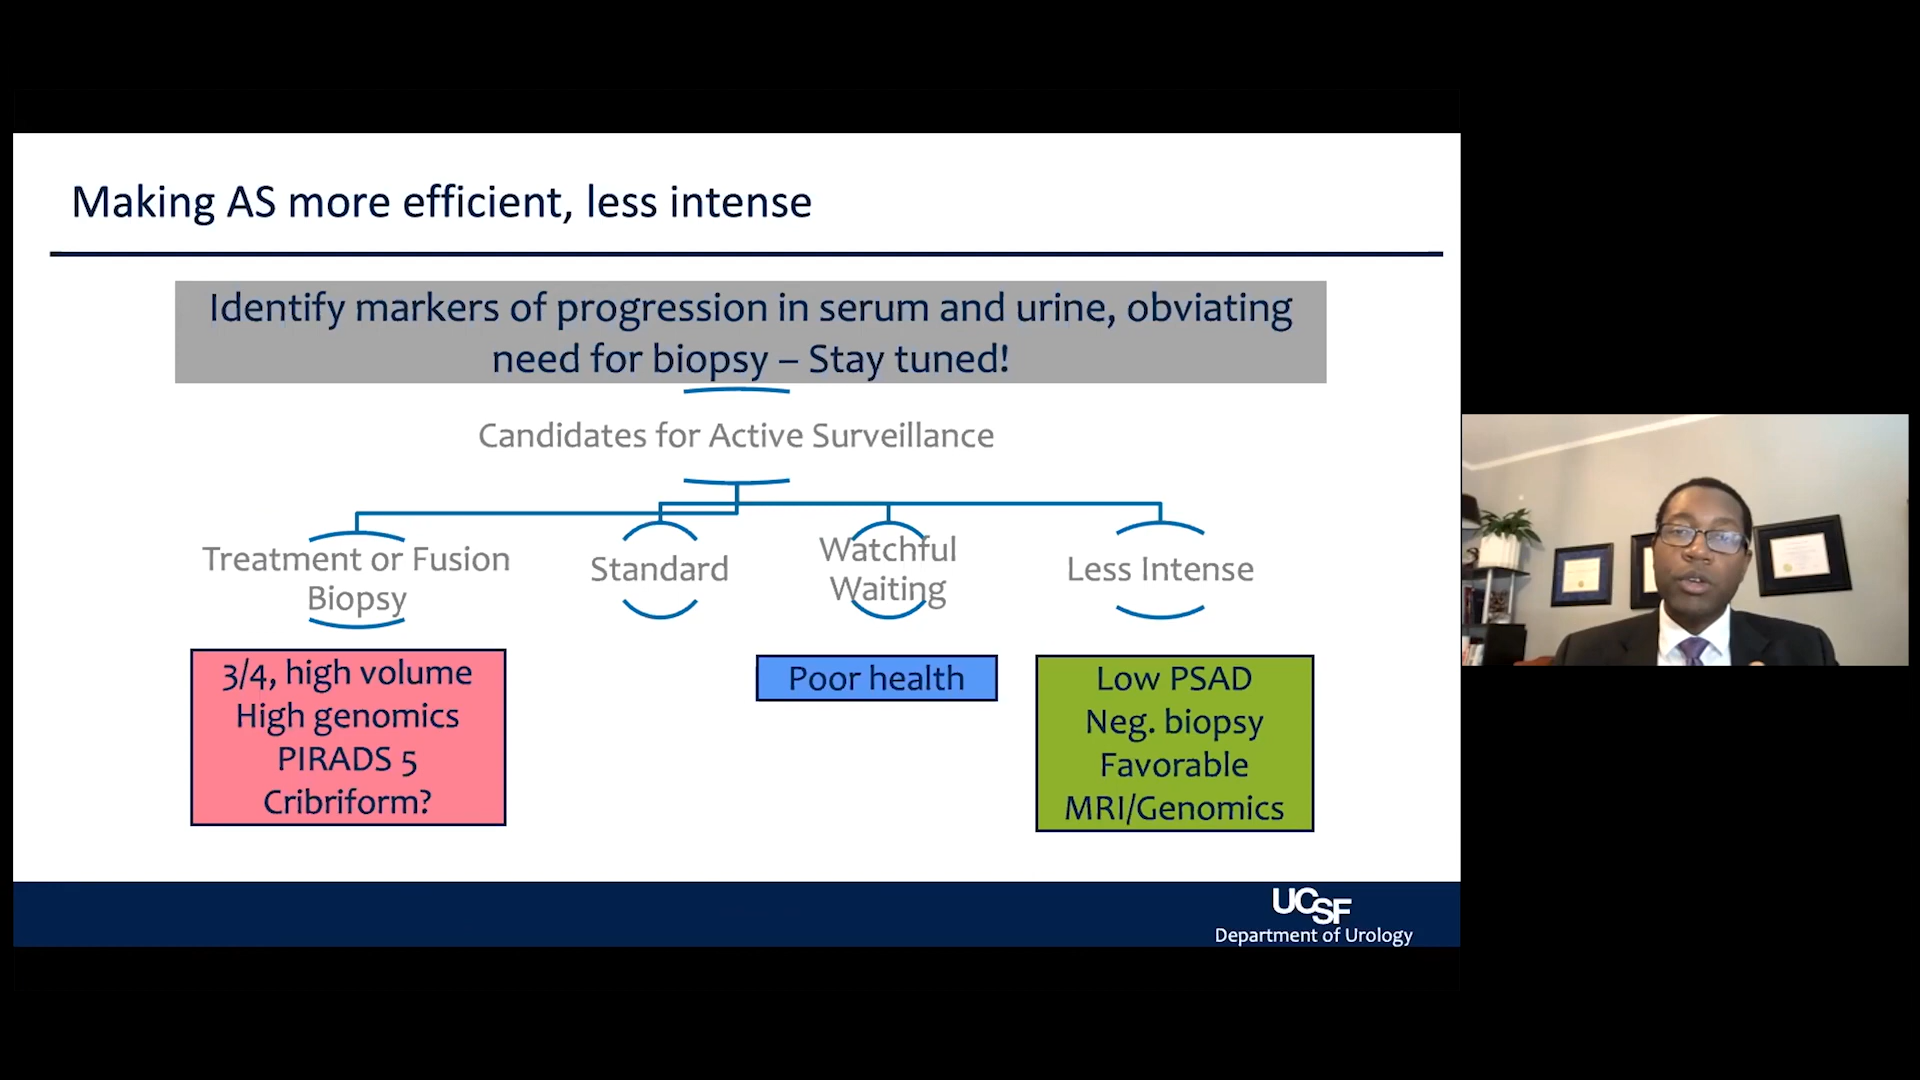 Making AS more efficient, less intense
Identify markers of progression in serum and urine, obviating
need for biopsy – Stay tuned!
Candidates for Active Surveillance
Treatment or Fusion
Biopsy
Standard
Watchful
Waiting
Less Intense
3/4, high volume
High genomics
PIRADS 5
Cribriform?
Poor health
Low PSAD
Neg. biopsy
Favorable
MRI/Genomics
UCSF
Department of Urology